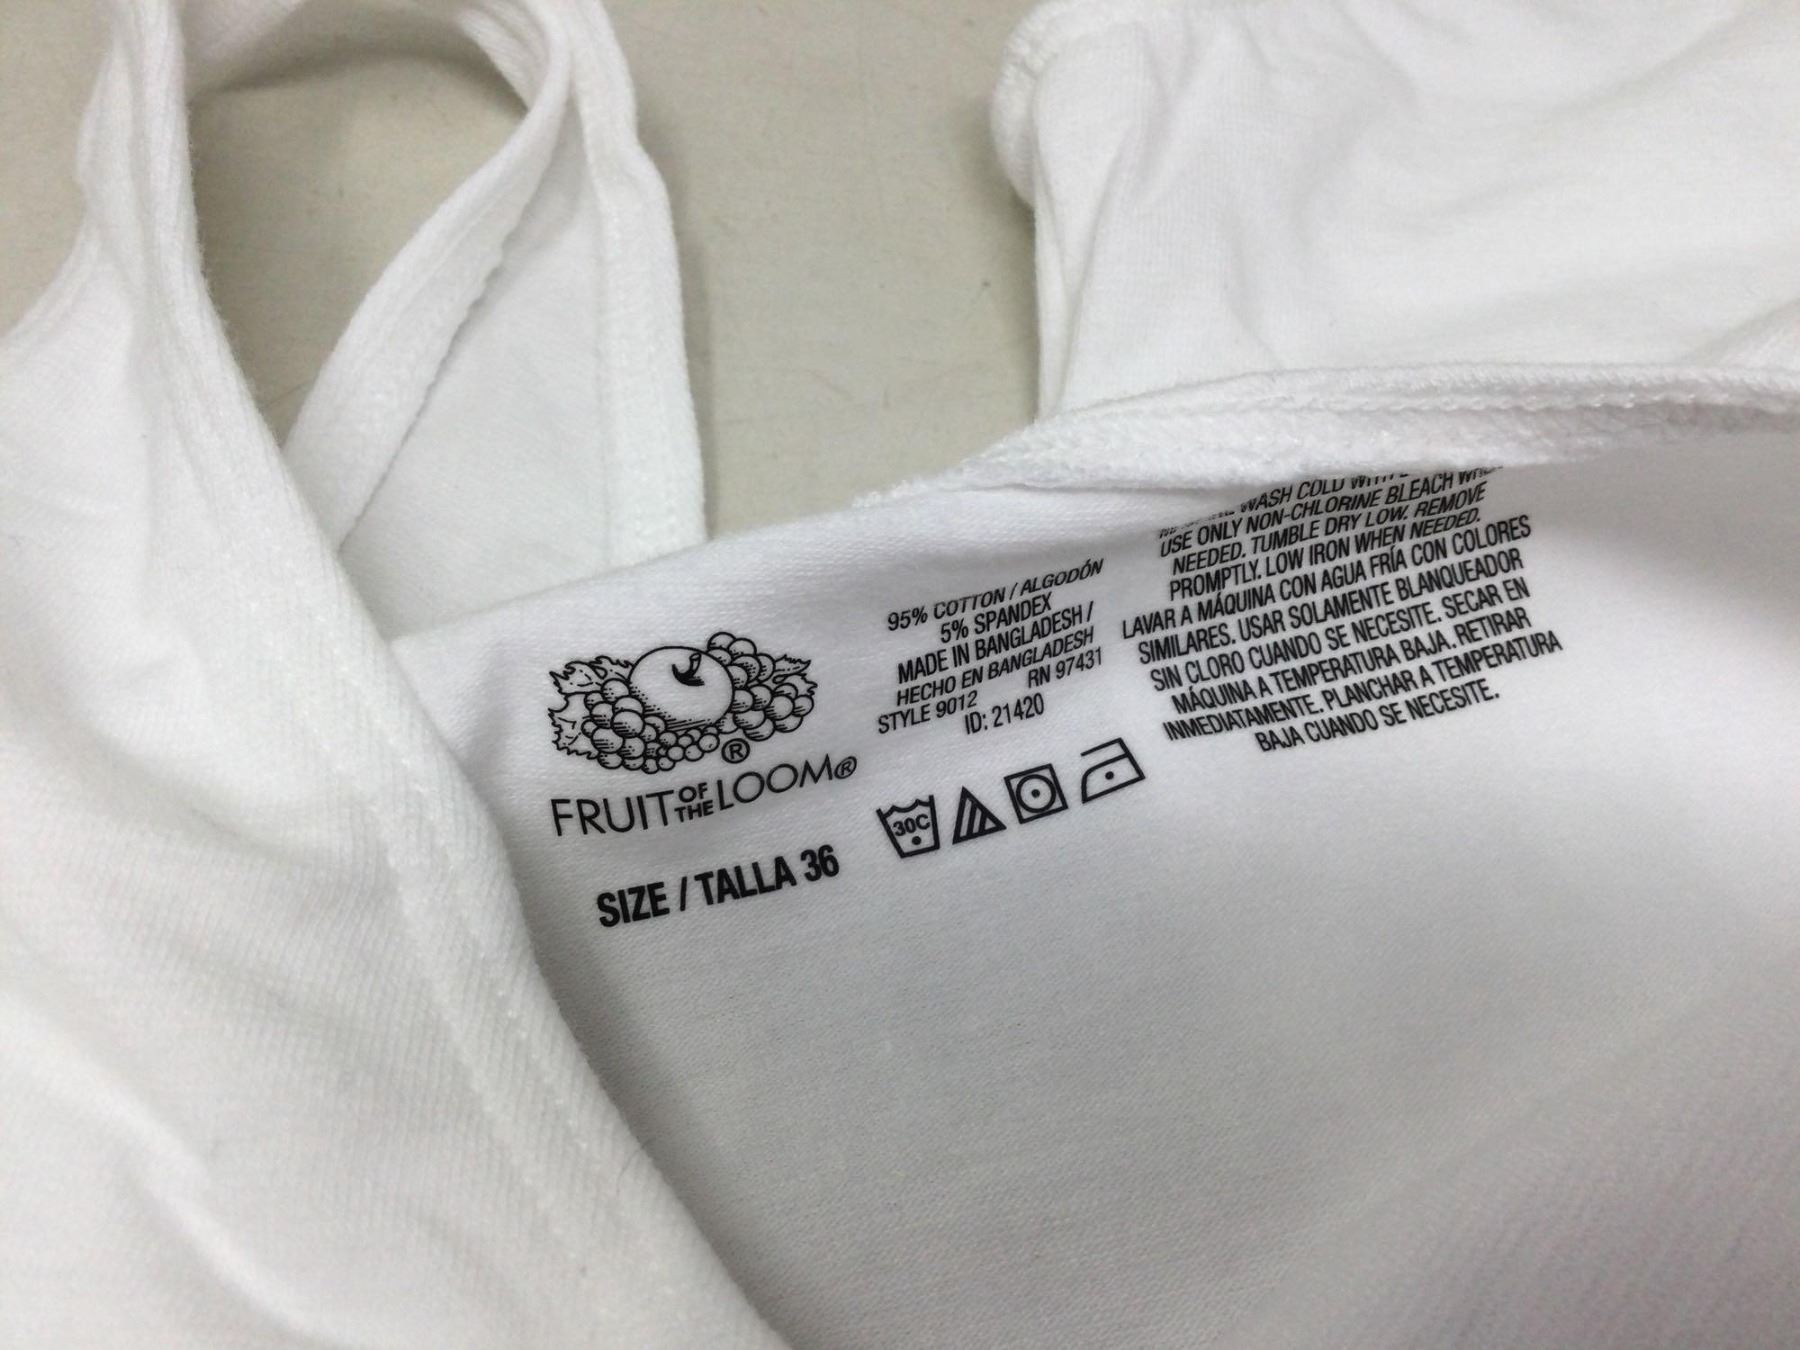 FRUIT OF THE LOOM®
®
SIZE / TALLA 36
95% COTTON / ALGODÓN
5% SPANDEX
MADE IN BANGLADESH /
HECHO EN BANGLADESH
STYLE 9012 RN 97431
ID: 21420
30C
WASH COLD
USE ONLY NON-CHLORINE BLEACH
NEEDED. TUMBLE DRY LOW. REMOVE
PROMPTLY. LOW IRON WHEN NEEDED.
LAVAR A MÁQUINA CON AGUA FRÍA CON COLORES
SIMILARES. USAR SOLAMENTE BLANQUEADOR
SIN CLORO CUANDO SE NECESITE. SECAR EN
MÁQUINA A TEMPERATURA BAJA. RETIRAR
INMEDIATAMENTE. PLANCHAR A TEMPERATURA
BAJA CUANDO SE NECESITE.